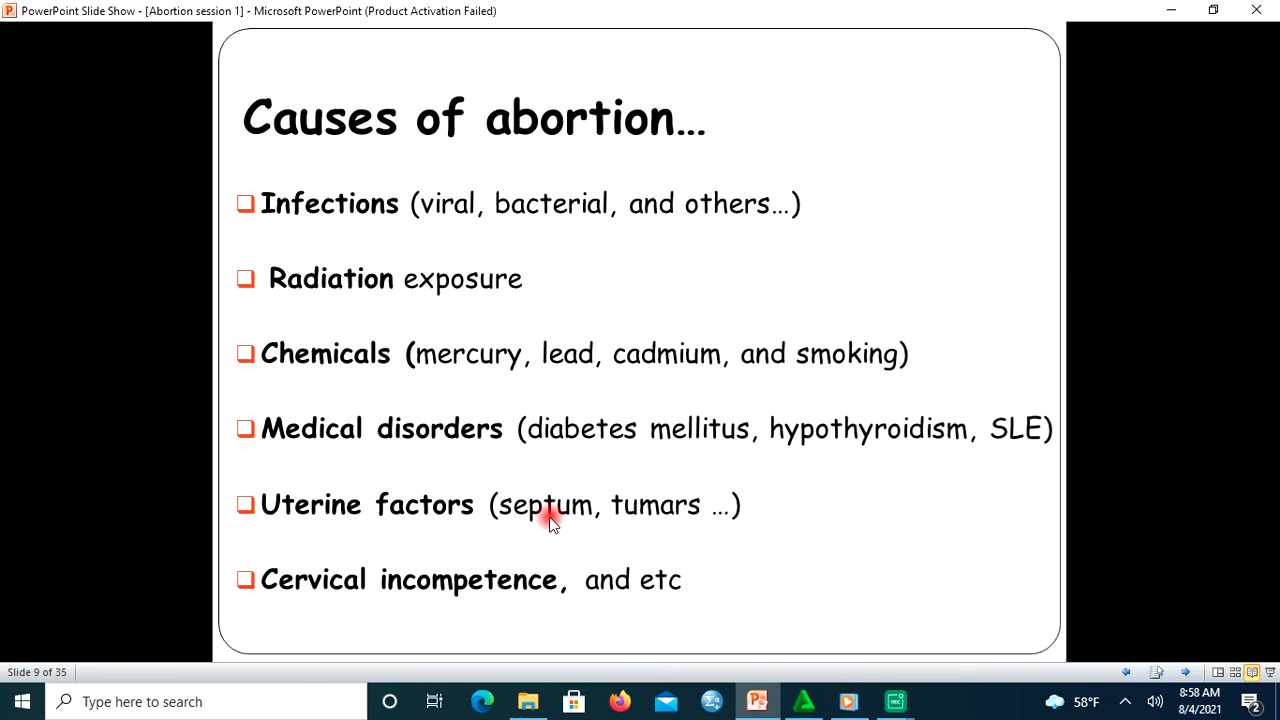 PowerPoint Slide Show - [Abortion session 1] - Microsoft PowerPoint (Product Activation Failed)
Causes of abortion…
Infections (viral, bacterial, and others…)
Radiation exposure
Chemicals (mercury, lead, cadmium, and smoking)
Medical disorders (diabetes mellitus, hypothyroidism, SLE)
Uterine factors (septum, tumars …)
Cervical incompetence, and etc
Slide 9 of 35
Type here to search
58°F
8:58 AM
8/4/2021
2